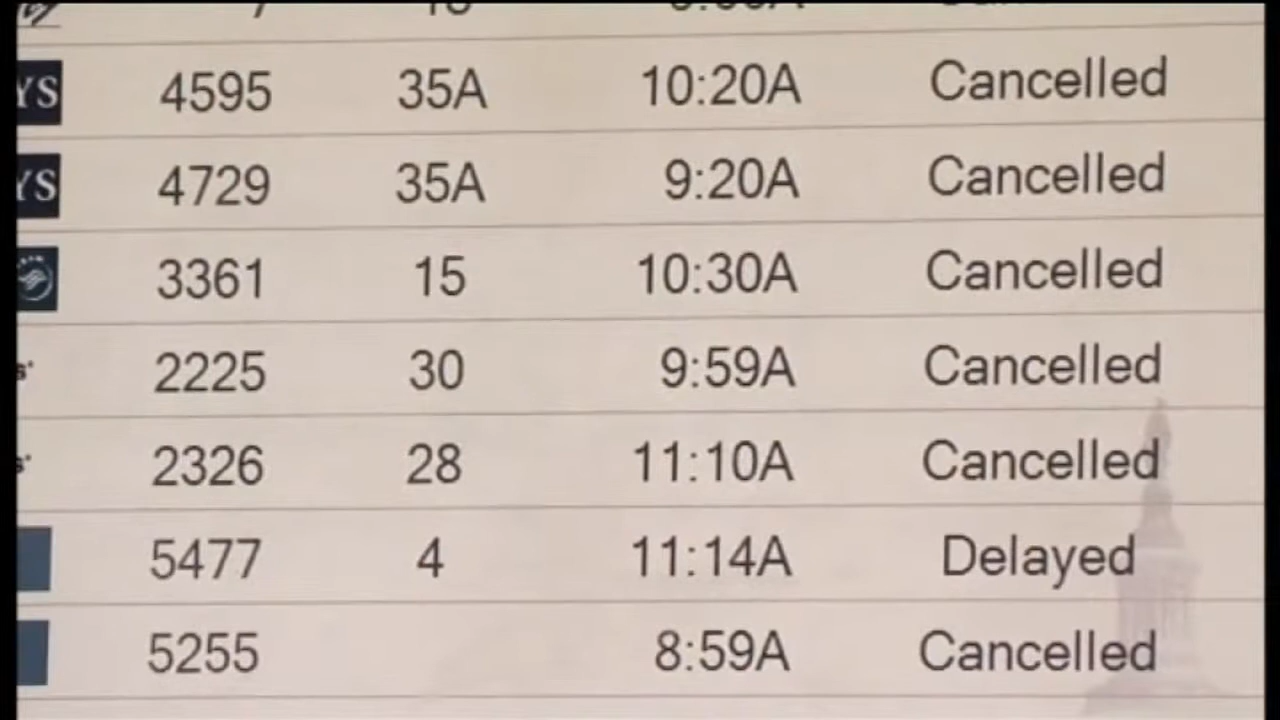 YS 4595 35A 10:20A Cancelled
YS 4729 35A 9:20A Cancelled
3361 15 10:30A Cancelled
2225 30 9:59A Cancelled
2326 28 11:10A Cancelled
5477 4 11:14A Delayed
5255 8:59A Cancelled